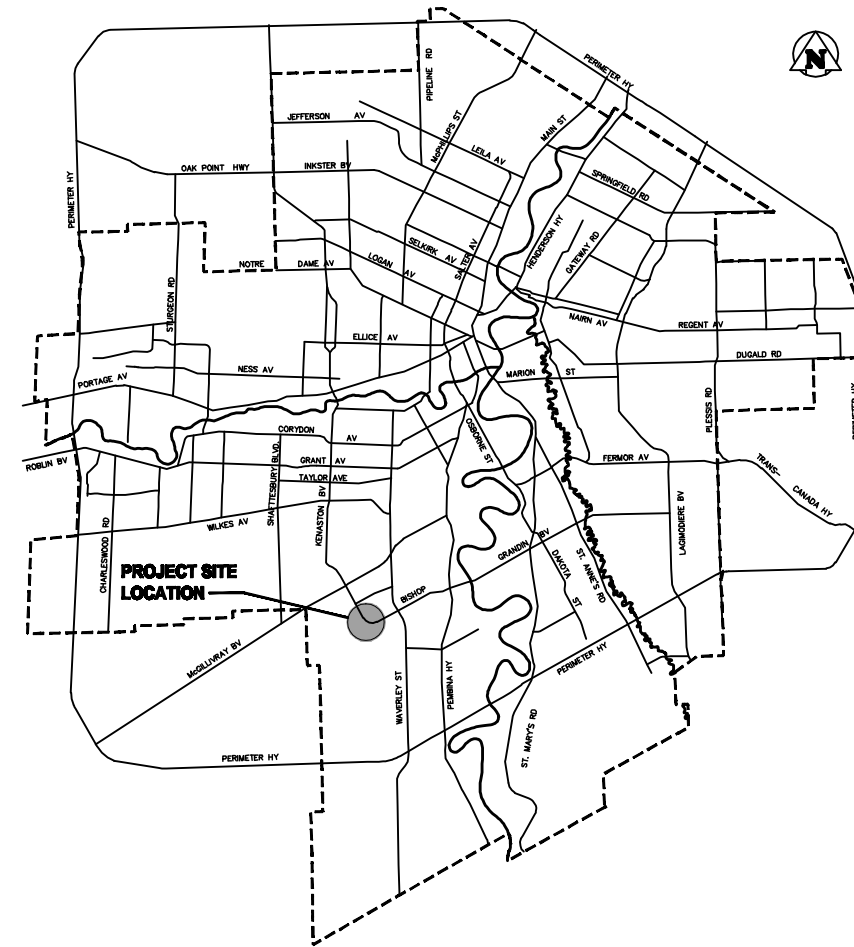 PERIMETER HY
N
PIPELINE RD
McPHILLIPS ST
MAIN ST
JEFFERSON AV
LEILA AV
OAK POINT HWY
INKSTER BV
SPRINGFIELD RD
PERIMETER HY
HENDERSON HY
GATEWAY RD
SELKIRK AV
SALTER AV
NOTRE DAME AV
LOGAN AV
STURGEON RD
NAIRN AV
REGENT AV
ELLICE AV
DUGALD RD
NESS AV
MARION ST
PORTAGE AV
PLESSIS RD
PERIMETER HY
OSBORNE ST
CORYDON AV
ROBLIN BV
GRANT AV
FERMOR AV
TRANS-CANADA HY
TAYLOR AVE
SHAFTESBURY BLVD.
KENASTON BV
LAGIMODIERE BV
WILKES AV
CHARLESWOOD RD
BISHOP GRANDIN BV
DAKOTA ST
ST. ANNE'S RD
PROJECT SITE
LOCATION
McGILLIVRAY BV
WAVERLEY ST
PEMBINA HY
PERIMETER HY
ST. MARY'S RD
PERIMETER HY